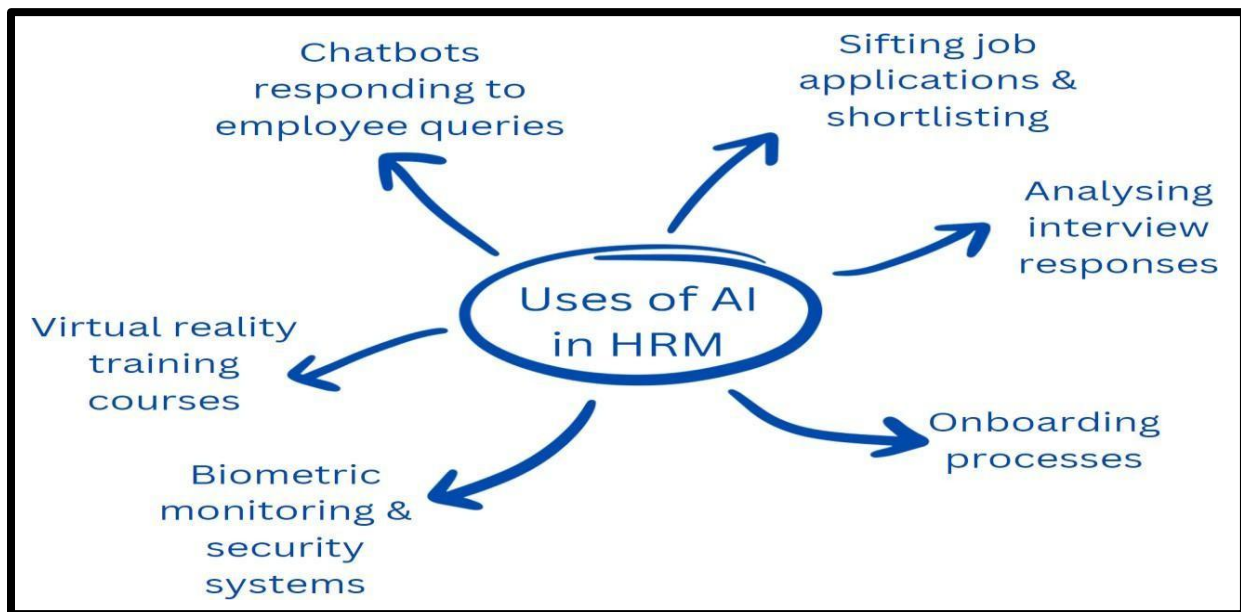 Chatbots
responding to
employee queries
Sifting job
applications &
shortlisting
Analysing
interview
responses
Uses of AI
in HRM
Virtual reality
training
courses
Onboarding
processes
Biometric
monitoring &
security
systems